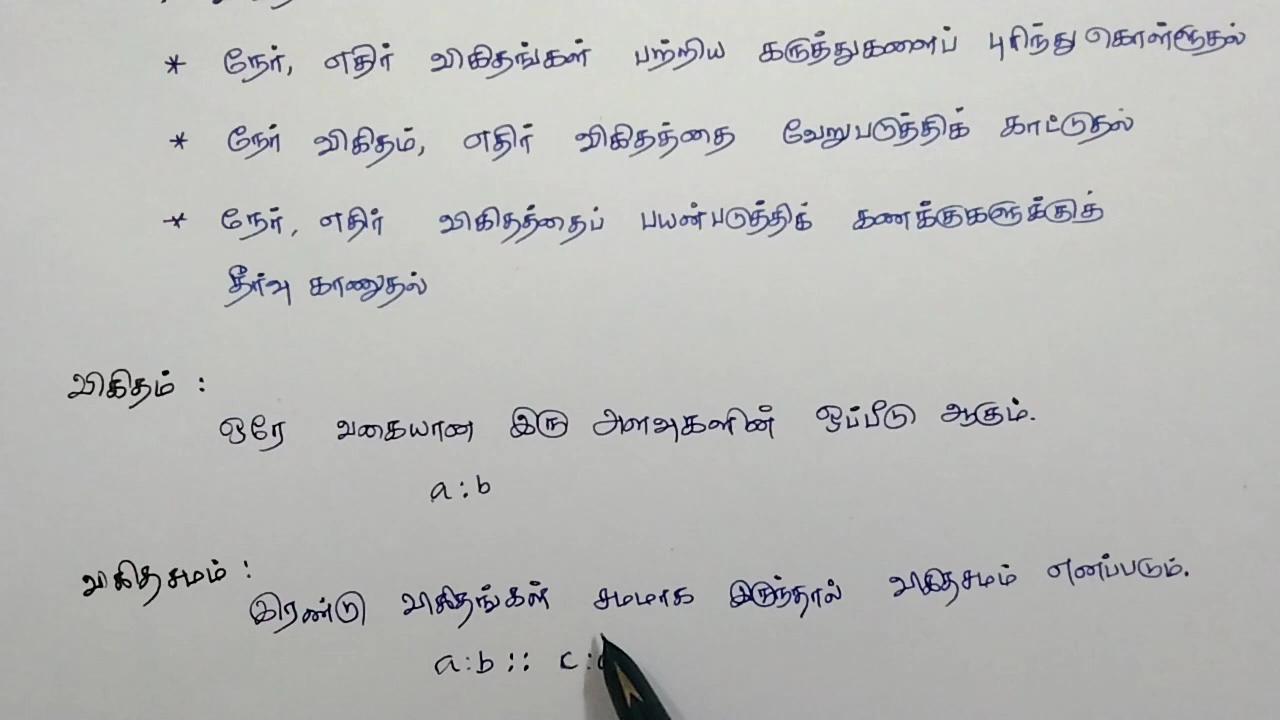 * நேர், எதிர் விகிதங்கள் பற்றிய கருத்துகளைப் புரிந்து கொள்ளுதல்
* நேர் விகிதம், எதிர் விகிதத்தை வேறுபடுத்திக் காட்டுதல்
* நேர், எதிர் விகிதத்தைப் பயன்படுத்திக் கணக்குகளுக்குத்
தீர்வு காணுதல்
விகிதம் :
ஒரே வகையான இரு அளவுகளின் ஒப்பீடு ஆகும்.
a : b
விகிதசமம் :
இரண்டு விகிதங்கள் சமமாக இருந்தால் விகிதசமம் எனப்படும்.
a : b : : c :